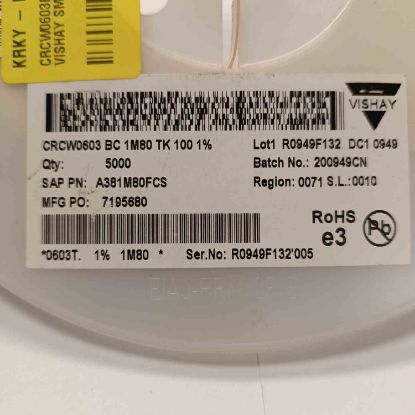 KRKY -
CRCW0603
VISHAY
VISHAY
CRCW0603 BC 1M80 TK 100 1% Lot1 R0949F132 DC1 0949
Qty: 5000 Batch No.: 200949CN
SAP PN: A381M80FCS Region: 0071 S.L.:0010
MFG PO: 7195680
RoHS
e3 Pb
*0603T. 1% 1M80 * Ser.No: R0949F132'005